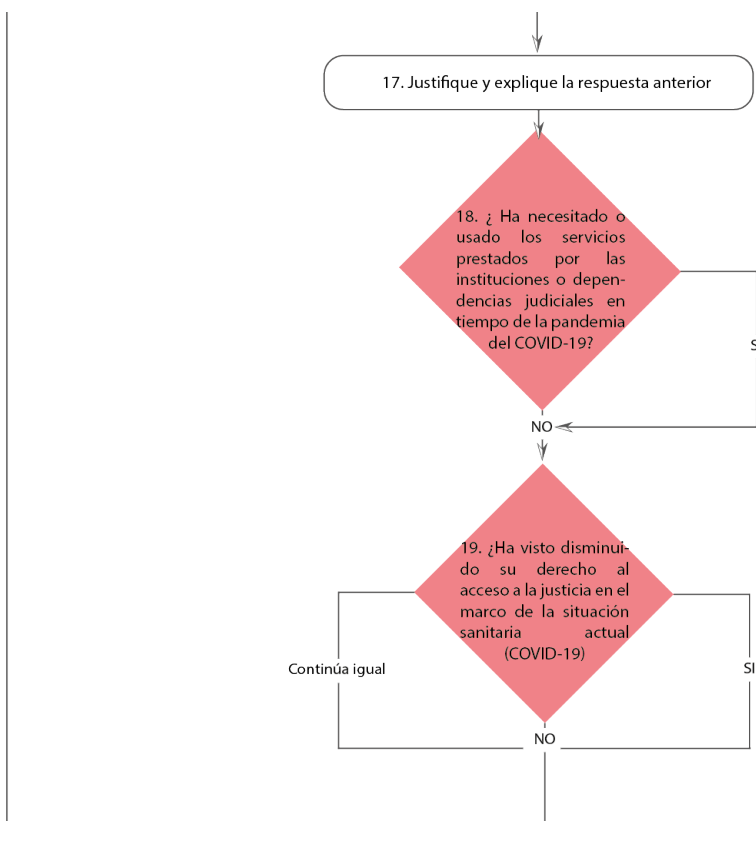 17. Justifique y explique la respuesta anterior
18. ¿ Ha necesitado o
usado los servicios
prestados por las
instituciones o depen-
dencias judiciales en
tiempo de la pandemia
del COVID-19?
NO
19. ¿Ha visto disminui-
do su derecho al
acceso a la justicia en el
marco de la situación
sanitaria actual
(COVID-19)
Continúa igual
SI
NO